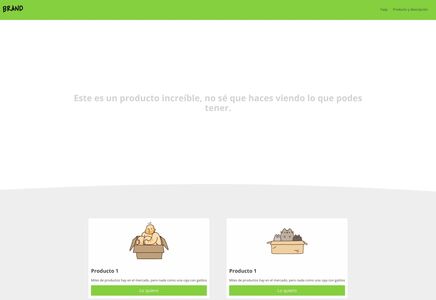 BRAND
Faqs Producto y descripción
Este es un producto increíble, no sé que haces viendo lo que podes
tener.
Producto 1
Miles de productos hay en el mercado, pero nada como una caja con gatitos
Lo quiero
Producto 1
Miles de productos hay en el mercado, pero nada como una caja con gatitos
Lo quiero